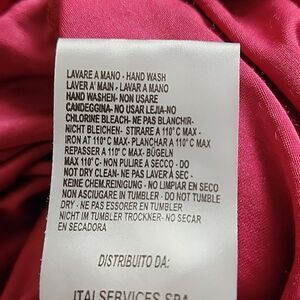 LAVARE A MANO - HAND WASH
LAVER A' MAIN - LAVAR A MANO
HAND WASHEN- NON USARE
CANDEGGINA- NO USAR LEJIA-NO
CHLORINE BLEACH- NE PAS BLANCHIR-
NICHT BLEICHEN- STIRARE A 110° C MAX -
IRON AT 110° C MAX- PLANCHAR A 110° C MAX
REPASSER A 110° C MAX- BÜGELN
MAX 110° C- NON PULIRE A SECCO - DO
NOT DRY CLEAN- NE PAS LAVER À SEC -
KEINE CHEM.REINIGUNG - NO LIMPIAR EN SECO
NON ASCIUGARE IN TUMBLER - DO NOT TUMBLE
DRY - NE PAS ESSORER EN TUMBLER
NICHT IM TUMBLER TROCKNER- NO SECAR
EN SECADORA
DISTRIBUITO DA:
ITALSERVICES SPA